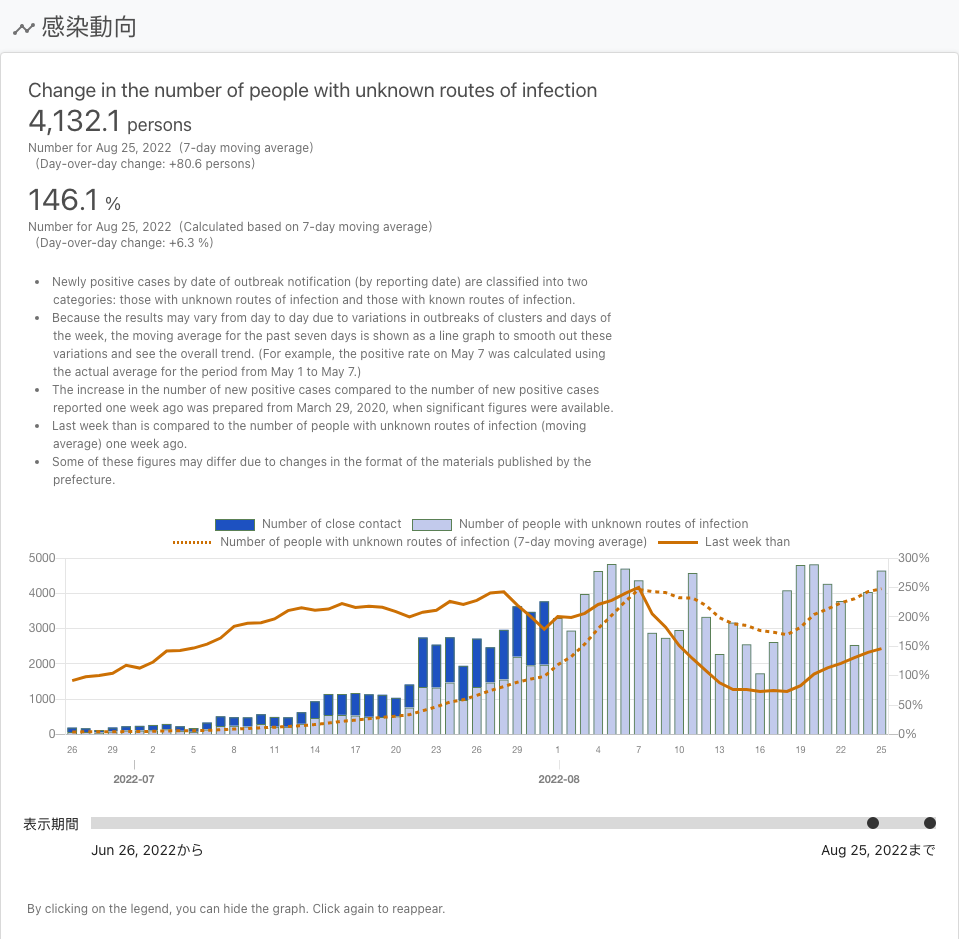 感染動向
Change in the number of people with unknown routes of infection
4,132.1 persons
Number for Aug 25, 2022 (7-day moving average)
(Day-over-day change: +80.6 persons)
146.1 %
Number for Aug 25, 2022 (Calculated based on 7-day moving average)
(Day-over-day change: +6.3 %)
• Newly positive cases by date of outbreak notification (by reporting date) are classified into two
categories: those with unknown routes of infection and those with known routes of infection.
• Because the results may vary from day to day due to variations in outbreaks of clusters and days of
the week, the moving average for the past seven days is shown as a line graph to smooth out these
variations and see the overall trend. (For example, the positive rate on May 7 was calculated using
the actual average for the period from May 1 to May 7.)
• The increase in the number of new positive cases compared to the number of new positive cases
reported one week ago was prepared from March 29, 2020, when significant figures were available.
• Last week than is compared to the number of people with unknown routes of infection (moving
average) one week ago.
• Some of these figures may differ due to changes in the format of the materials published by the
prefecture.
Number of close contact Number of people with unknown routes of infection
Number of people with unknown routes of infection (7-day moving average) Last week than
5000 300%
250%
4000
200%
3000
150%
2000
100%
1000
50%
0 0%
26 29 2 5 8 11 14 17 20 23 26 29 1 4 7 10 13 16 19 22 25
2022-07 2022-08
表示期間
Jun 26, 2022から Aug 25, 2022まで
By clicking on the legend, you can hide the graph. Click again to reappear.